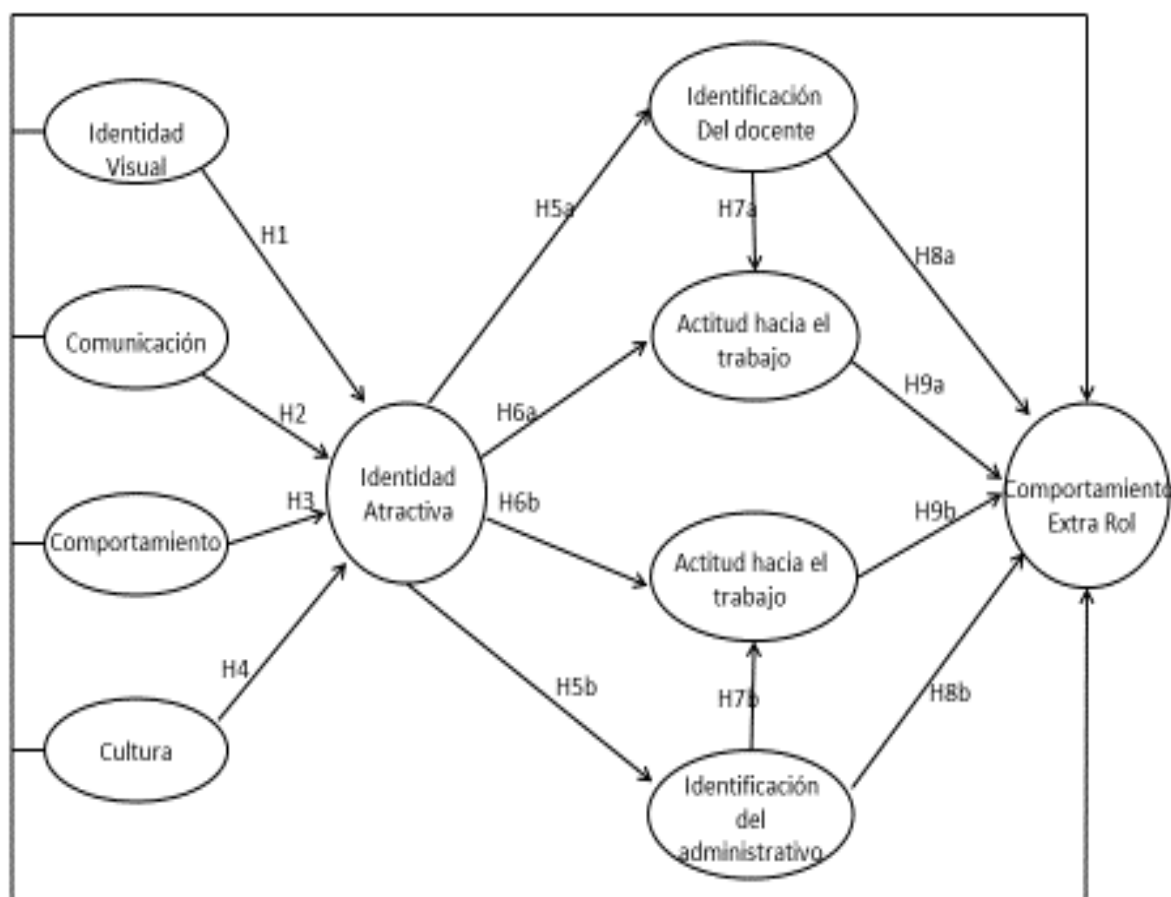 Identidad
Visual
Comunicación
Comportamiento
Cultura
H1
H2
H3
H4
Identidad
Atractiva
H5a
H6a
H6b
H5b
Identificación
Del docente
H7a
Actitud hacia el
trabajo
Actitud hacia el
trabajo
H7b
Identificación
del
administrativo
H8a
H9a
H9b
H8b
Comportamiento
Extra Rol